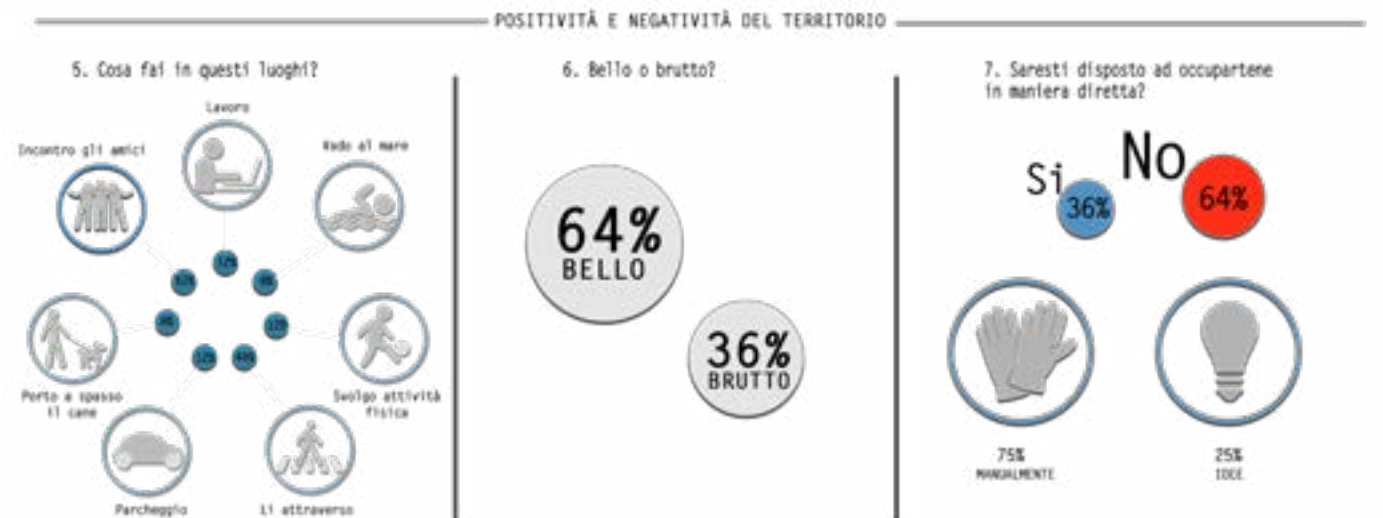 POSITIVITÀ E NEGATIVITÀ DEL TERRITORIO
5. Cosa fai in questi luoghi?
Lavoro
Incontro gli amici
Vado al mare
12%
Porto a spasso
il cane
Svolgo attività
fisica
Parcheggio
Li attraverso
6. Bello o brutto?
64%
BELLO
36%
BRUTTO
7. Saresti disposto ad occupartene
in maniera diretta?
Si
36%
No
64%
75%
MANUALMENTE
25%
IDEE